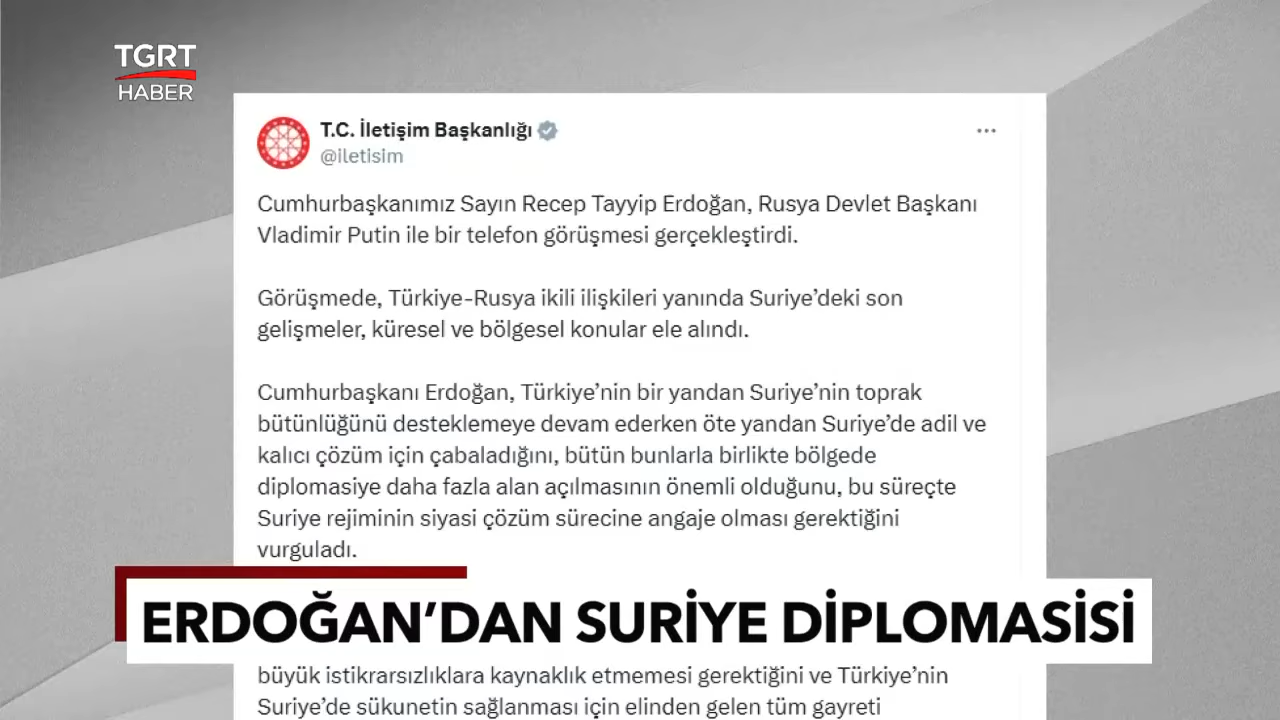 TGRT
HABER
T.C. İletişim Başkanlığı
@iletisim
Cumhurbaşkanımız Sayın Recep Tayyip Erdoğan, Rusya Devlet Başkanı
Vladimir Putin ile bir telefon görüşmesi gerçekleştirdi.
Görüşmede, Türkiye-Rusya ikili ilişkileri yanında Suriye’deki son
gelişmeler, küresel ve bölgesel konular ele alındı.
Cumhurbaşkanı Erdoğan, Türkiye’nin bir yandan Suriye’nin toprak
bütünlüğünü desteklemeye devam ederken öte yandan Suriye’de adil ve
kalıcı çözüm için çabaladığını, bütün bunlarla birlikte bölgede
diplomasiye daha fazla alan açılmasının önemli olduğunu, bu süreçte
Suriye rejiminin siyasi çözüm sürecine angaje olması gerektiğini
vurguladı.
ERDOĞAN’DAN SURİYE DİPLOMASİSİ
büyük istikrarsızlıklara kaynaklık etmemesi gerektiğini ve Türkiye’nin
Suriye’de sükunetin sağlanması için elinden gelen tüm gayreti